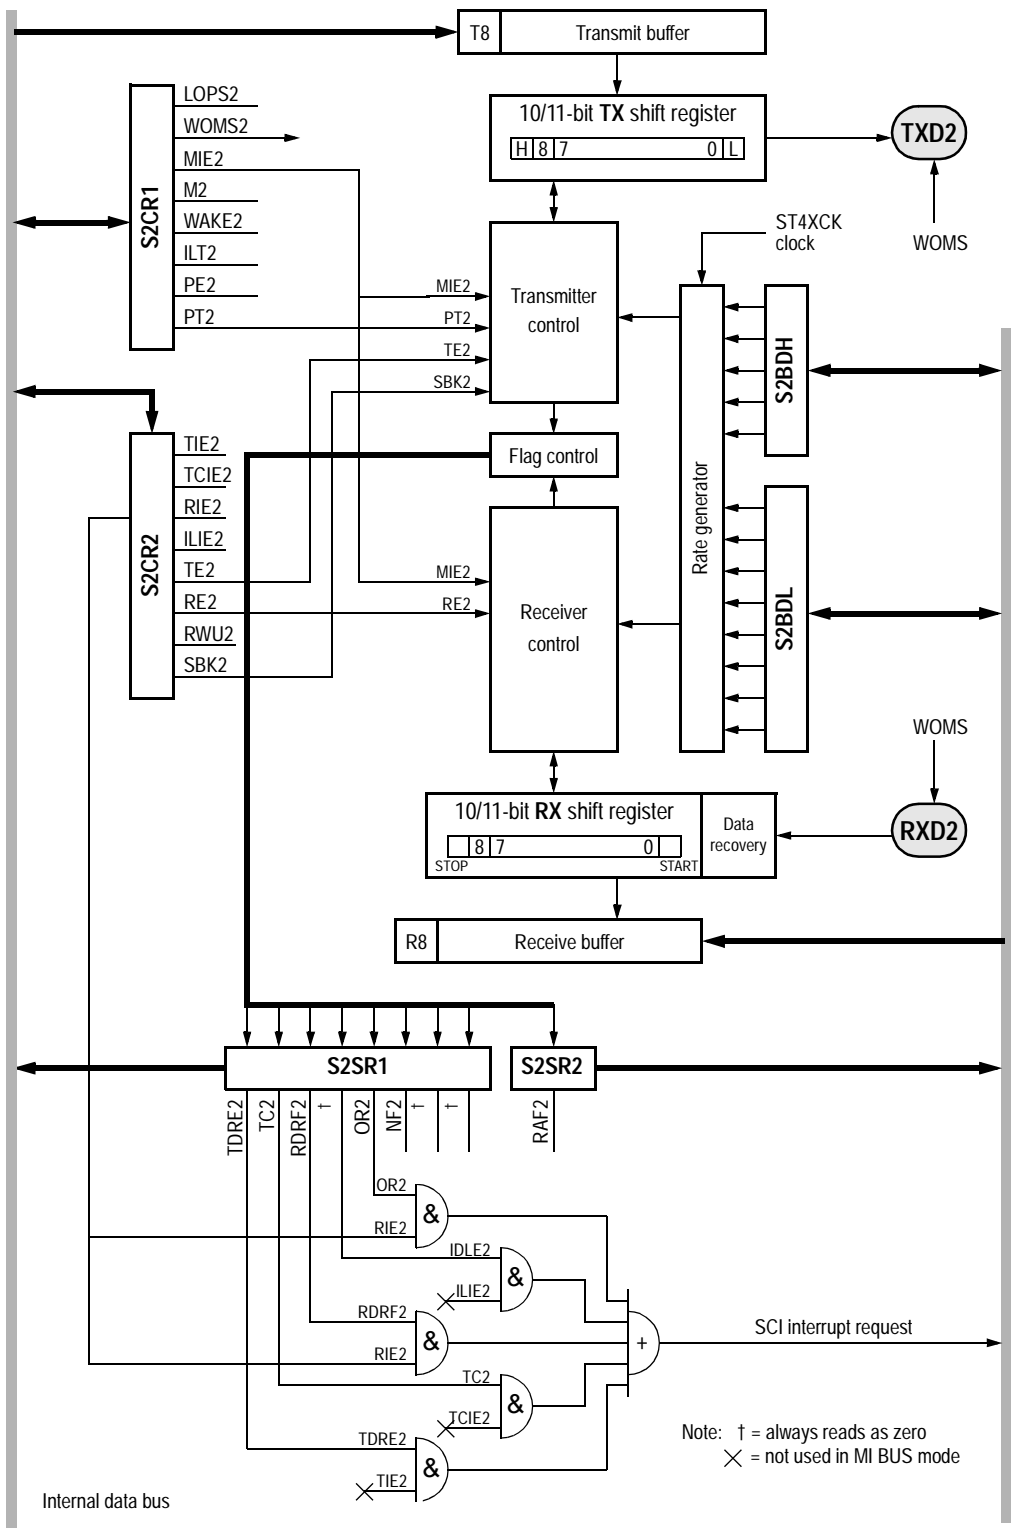 T8 Transmit buffer
10/11-bit TX shift register
H 8 7 0 L
TXD2
WOMS
S2CR1
LOPS2
WOMS2
MIE2
M2
WAKE2
ILT2
PE2
PT2
ST4XCK
clock
MIE2
PT2
TE2
SBK2
Transmitter
control
Flag control
Rate generator
S2BDH
S2BDL
S2CR2
TIE2
TCIE2
RIE2
ILIE2
TE2
RE2
RWU2
SBK2
MIE2
RE2
Receiver
control
WOMS
RXD2
10/11-bit RX shift register
8 7 0
STOP START
Data
recovery
R8 Receive buffer
S2SR1
S2SR2
TDRE2
TC2
RDRF2
†
OR2
NF2
†
†
RAF2
OR2
RIE2
&
IDLE2
ILIE2
&
RDRF2
RIE2
&
TC2
TCIE2
&
TDRE2
TIE2
&
+
SCI interrupt request
Note: † = always reads as zero
= not used in MI BUS mode
Internal data bus